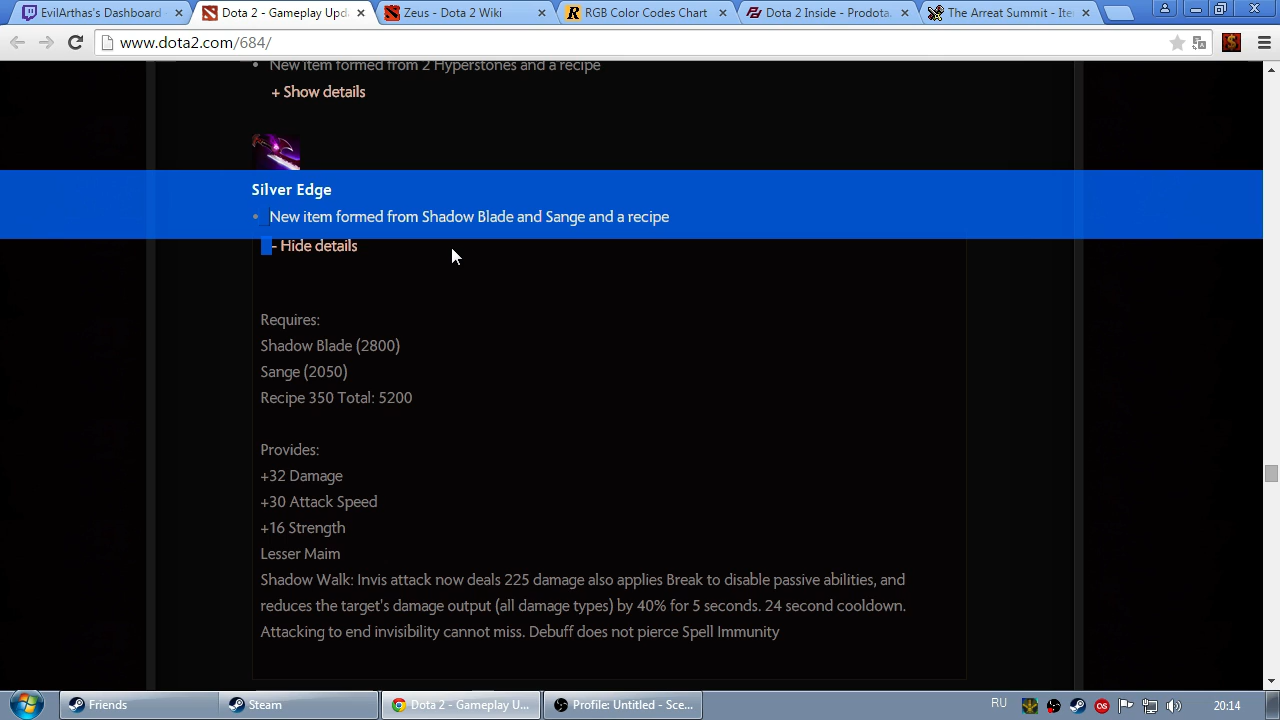 EvilArthas's Dashboard
Dota 2 - Gameplay Upd
Zeus - Dota 2 Wiki
RGB Color Codes Chart
Dota 2 Inside - Prodota.
The Arreat Summit - Ite
www.dota2.com/684/
• New item formed from 2 Hyperstones and a recipe
+ Show details
Silver Edge
• New item formed from Shadow Blade and Sange and a recipe
- Hide details
Requires:
Shadow Blade (2800)
Sange (2050)
Recipe 350 Total: 5200
Provides:
+32 Damage
+30 Attack Speed
+16 Strength
Lesser Maim
Shadow Walk: Invis attack now deals 225 damage also applies Break to disable passive abilities, and
reduces the target's damage output (all damage types) by 40% for 5 seconds. 24 second cooldown.
Attacking to end invisibility cannot miss. Debuff does not pierce Spell Immunity
Friends
Steam
Dota 2 - Gameplay U...
Profile: Untitled - Sce...
RU
20:14